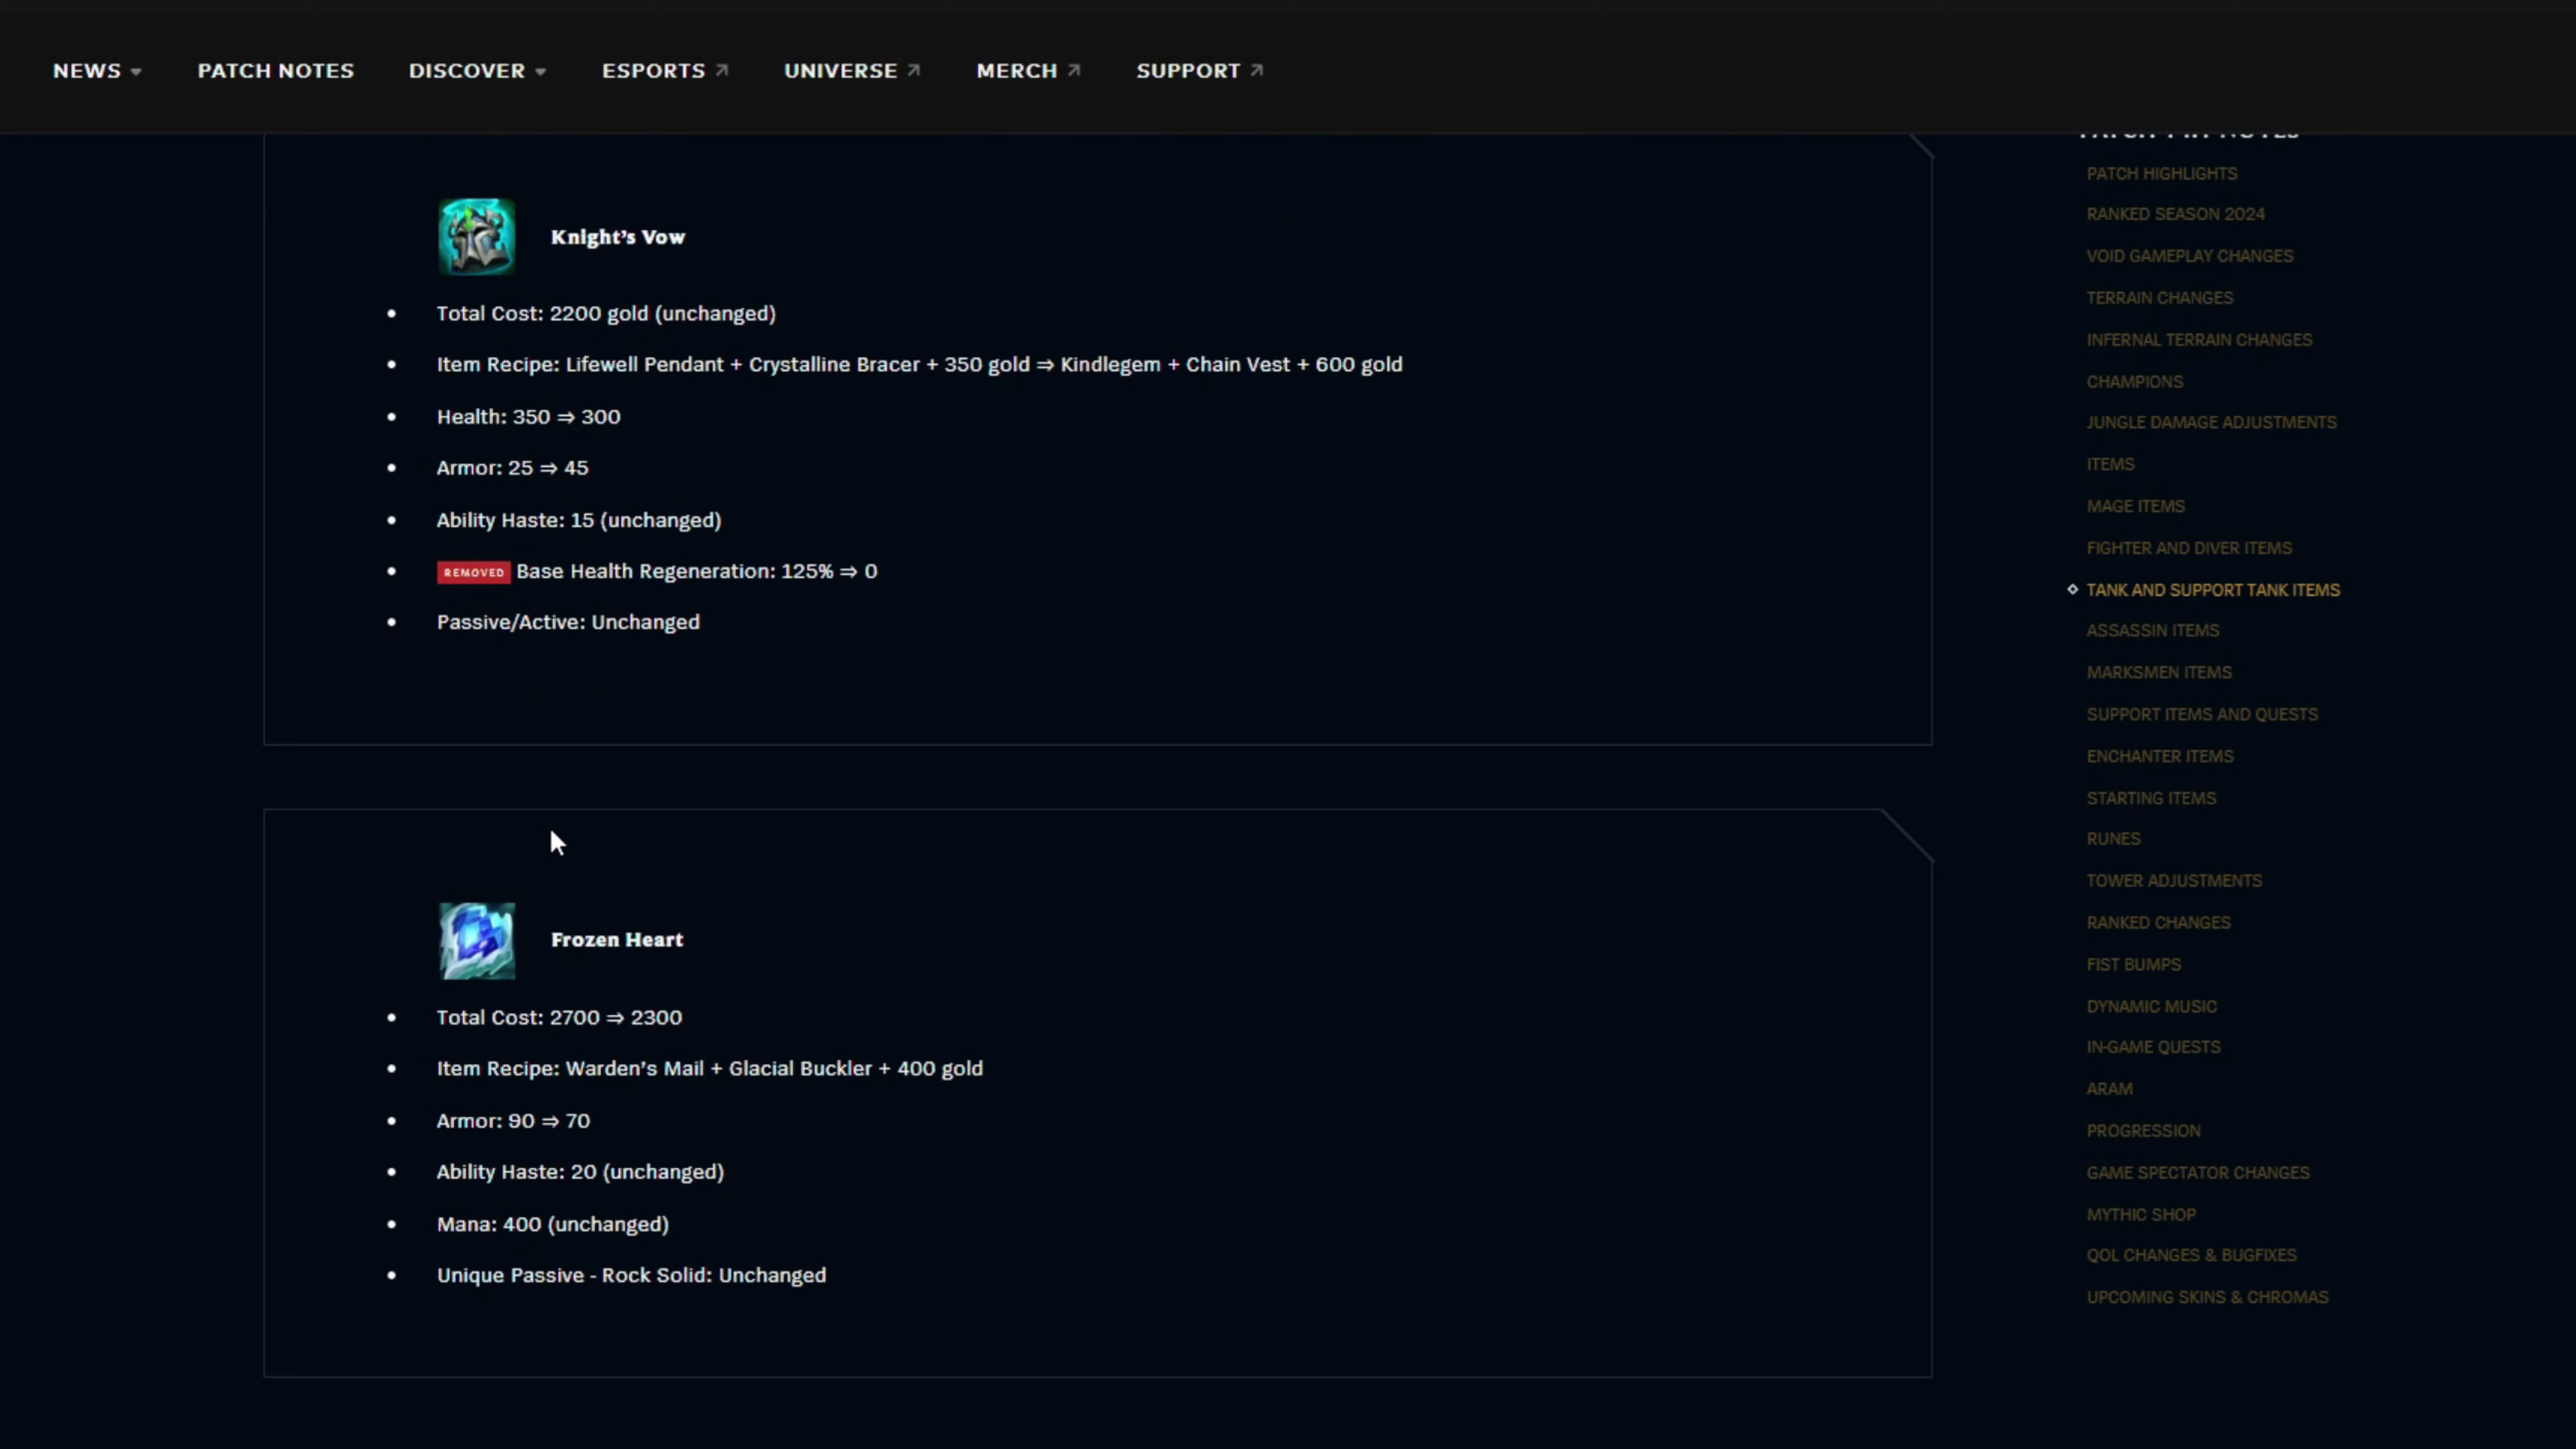 NEWS
PATCH NOTES
DISCOVER
ESPORTS
UNIVERSE
MERCH
SUPPORT
Knight's Vow
Total Cost: 2200 gold (unchanged)
Item Recipe: Lifewell Pendant + Crystalline Bracer + 350 gold ⇒ Kindlegem + Chain Vest + 600 gold
Health: 350 ⇒ 300
Armor: 25 ⇒ 45
Ability Haste: 15 (unchanged)
REMOVED Base Health Regeneration: 125% ⇒ 0
Passive/Active: Unchanged
Frozen Heart
Total Cost: 2700 ⇒ 2300
Item Recipe: Warden's Mail + Glacial Buckler + 400 gold
Armor: 90 ⇒ 70
Ability Haste: 20 (unchanged)
Mana: 400 (unchanged)
Unique Passive - Rock Solid: Unchanged
PATCH HIGHLIGHTS
RANKED SEASON 2024
VOID GAMEPLAY CHANGES
TERRAIN CHANGES
INFERNAL TERRAIN CHANGES
CHAMPIONS
JUNGLE DAMAGE ADJUSTMENTS
ITEMS
MAGE ITEMS
FIGHTER AND DIVER ITEMS
TANK AND SUPPORT TANK ITEMS
ASSASSIN ITEMS
MARKSMEN ITEMS
SUPPORT ITEMS AND QUESTS
ENCHANTER ITEMS
STARTING ITEMS
RUNES
TOWER ADJUSTMENTS
RANKED CHANGES
FIST BUMPS
DYNAMIC MUSIC
IN-GAME QUESTS
ARAM
PROGRESSION
GAME SPECTATOR CHANGES
MYTHIC SHOP
QOL CHANGES & BUGFIXES
UPCOMING SKINS & CHROMAS